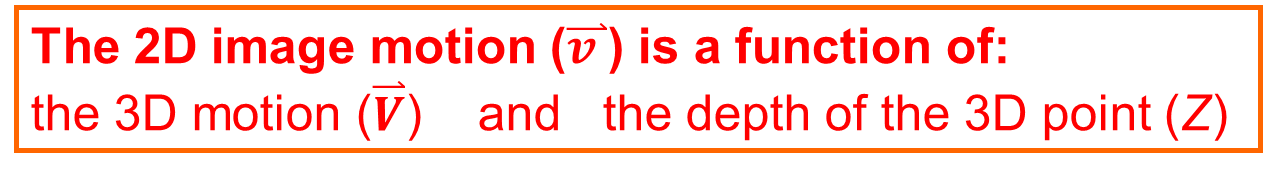 The 2D image motion (v⃗) is a function of:
the 3D motion (V⃗) and the depth of the 3D point (Z)